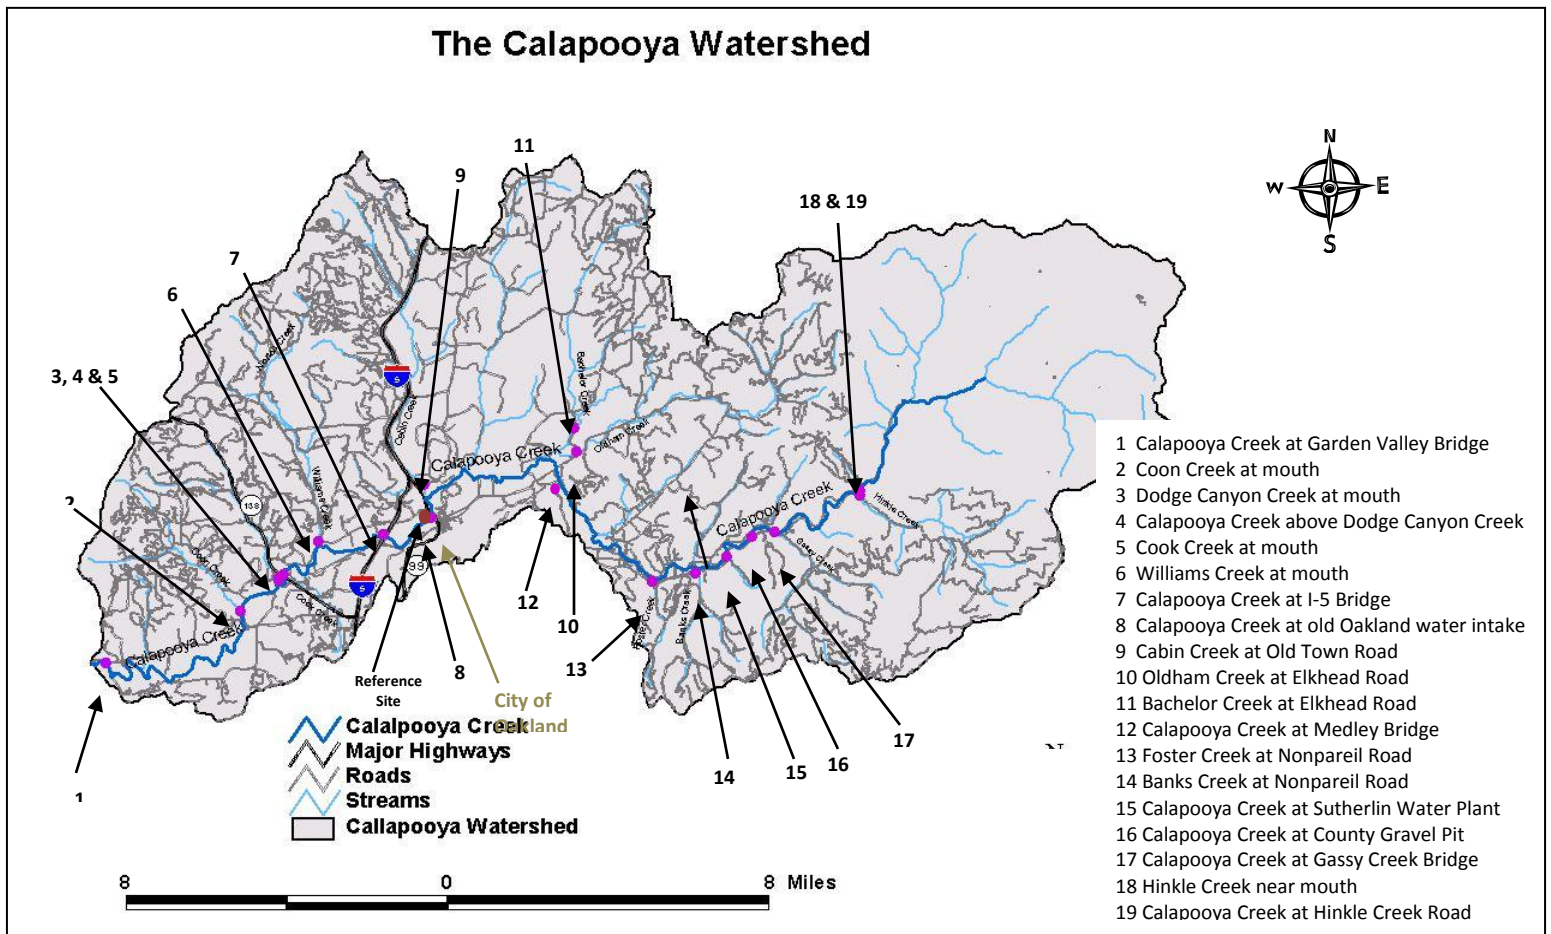 The Calapooya Watershed
N
W
E
S
11
9
18 & 19
7
6
3, 4 & 5
5
Bachelor Creek
Cabin Creek
Oldham Creek
Calapooya Creek
Williams Creek
2
138
Calapooya Creek
Hinkle Creek
Gassy Creek
99
5
Coon Creek
Cook Creek
12
10
Banks Creek
Calapooya Creek
13
8
Reference
Site
City of
Oakland
17
16
15
14
1
Calalpooya Creek
Major Highways
Roads
Streams
Callapooya Watershed
8 0 8 Miles
1 Calapooya Creek at Garden Valley Bridge
2 Coon Creek at mouth
3 Dodge Canyon Creek at mouth
4 Calapooya Creek above Dodge Canyon Creek
5 Cook Creek at mouth
6 Williams Creek at mouth
7 Calapooya Creek at I-5 Bridge
8 Calapooya Creek at old Oakland water intake
9 Cabin Creek at Old Town Road
10 Oldham Creek at Elkhead Road
11 Bachelor Creek at Elkhead Road
12 Calapooya Creek at Medley Bridge
13 Foster Creek at Nonpareil Road
14 Banks Creek at Nonpareil Road
15 Calapooya Creek at Sutherlin Water Plant
16 Calapooya Creek at County Gravel Pit
17 Calapooya Creek at Gassy Creek Bridge
18 Hinkle Creek near mouth
19 Calapooya Creek at Hinkle Creek Road